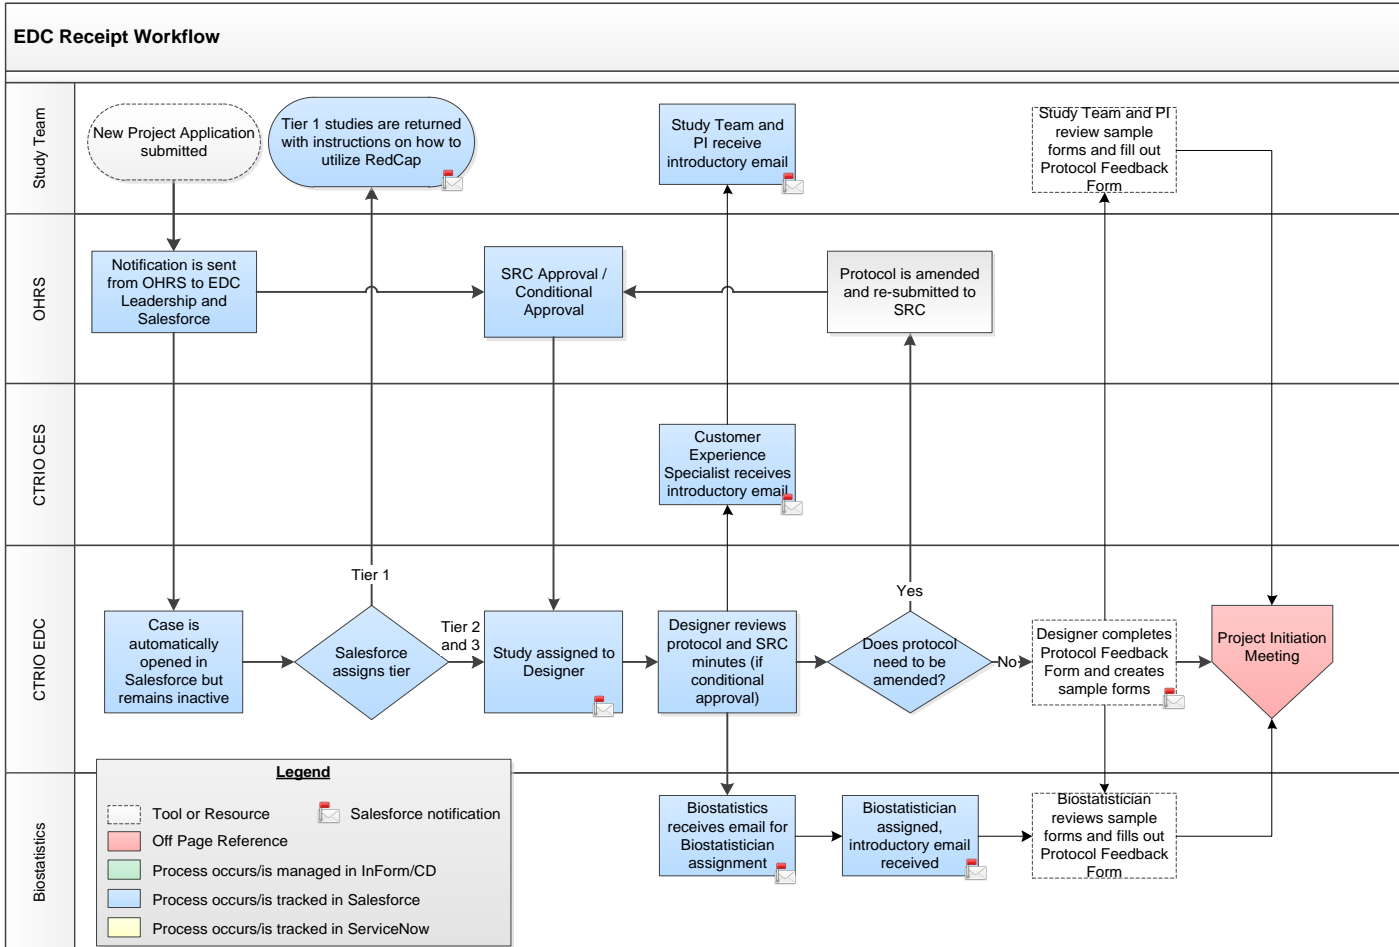 EDC Receipt Workflow
Study Team
New Project Application
submitted
Tier 1 studies are returned
with instructions on how to
utilize RedCap
Study Team and
PI receive
introductory email
Study Team and PI
review sample
forms and fill out
Protocol Feedback
Form
OHRS
Notification is sent
from OHRS to EDC
Leadership and
Salesforce
SRC Approval /
Conditional
Approval
Protocol is amended
and re-submitted to
SRC
CTRIO CES
Customer
Experience
Specialist receives
introductory email
CTRIO EDC
Case is
automatically
opened in
Salesforce but
remains inactive
Tier 1
Salesforce
assigns tier
Tier 2
and 3
Study assigned to
Designer
Designer reviews
protocol and SRC
minutes (if
conditional
approval)
Yes
Does protocol
need to be
amended?
No
Designer completes
Protocol Feedback
Form and creates
sample forms
Project Initiation
Meeting
Biostatistics
Biostatistics
receives email for
Biostatistician
assignment
Biostatistician
assigned,
introductory email
received
Biostatistician
reviews sample
forms and fills out
Protocol Feedback
Form
Legend
Tool or Resource
Salesforce notification
Off Page Reference
Process occurs/is managed in InForm/CD
Process occurs/is tracked in Salesforce
Process occurs/is tracked in ServiceNow